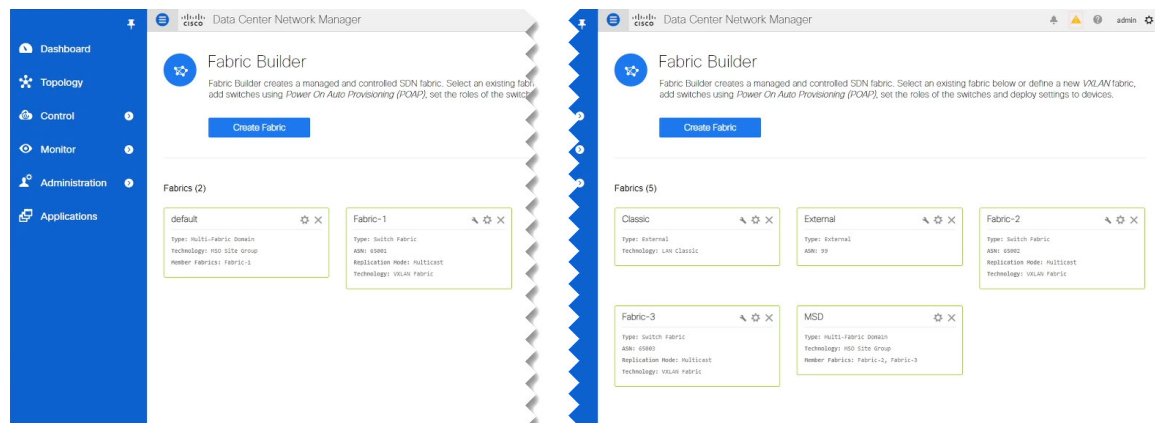 CISCO Data Center Network Manager
Dashboard
Topology
Control
Monitor
Administration
Applications
Fabric Builder
Fabric Builder creates a managed and controlled SDN fabric. Select an existing fabri
add switches using Power On Auto Provisioning (POAP), set the roles of the switch
Create Fabric
Fabrics (2)
default
Type: Multi-Fabric Domain
Technology: MSO Site Group
Member Fabrics: Fabric-1
Fabric-1
Type: Switch Fabric
ASN: 65001
Replication Mode: Multicast
Technology: VXLAN Fabric
CISCO Data Center Network Manager
admin
Fabric Builder
Fabric Builder creates a managed and controlled SDN fabric. Select an existing fabric below or define a new VXLAN fabric,
add switches using Power On Auto Provisioning (POAP), set the roles of the switches and deploy settings to devices.
Create Fabric
Fabrics (5)
Classic
Type: External
Technology: LAN Classic
External
Type: External
ASN: 99
Fabric-2
Type: Switch Fabric
ASN: 65002
Replication Mode: Multicast
Technology: VXLAN Fabric
Fabric-3
Type: Switch Fabric
ASN: 65003
Replication Mode: Multicast
Technology: VXLAN Fabric
MSD
Type: Multi-Fabric Domain
Technology: MSO Site Group
Member Fabrics: Fabric-2, Fabric-3